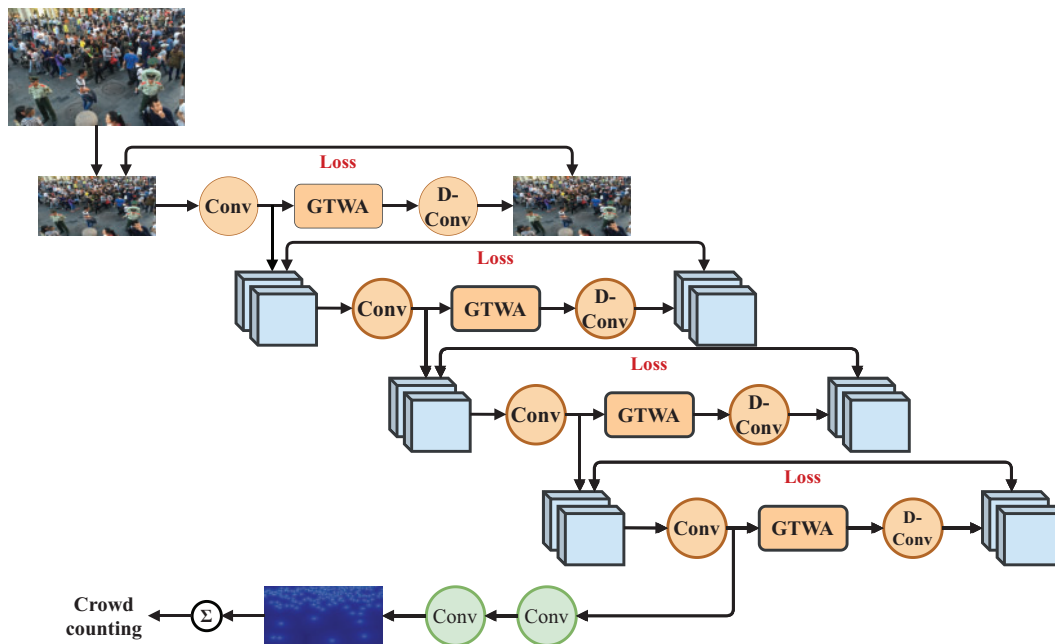 Loss
Conv
GTWA
D-
Conv
Loss
Conv
GTWA
D-
Conv
Loss
Conv
GTWA
D-
Conv
Loss
Conv
GTWA
D-
Conv
Crowd
counting
Σ
Conv
Conv